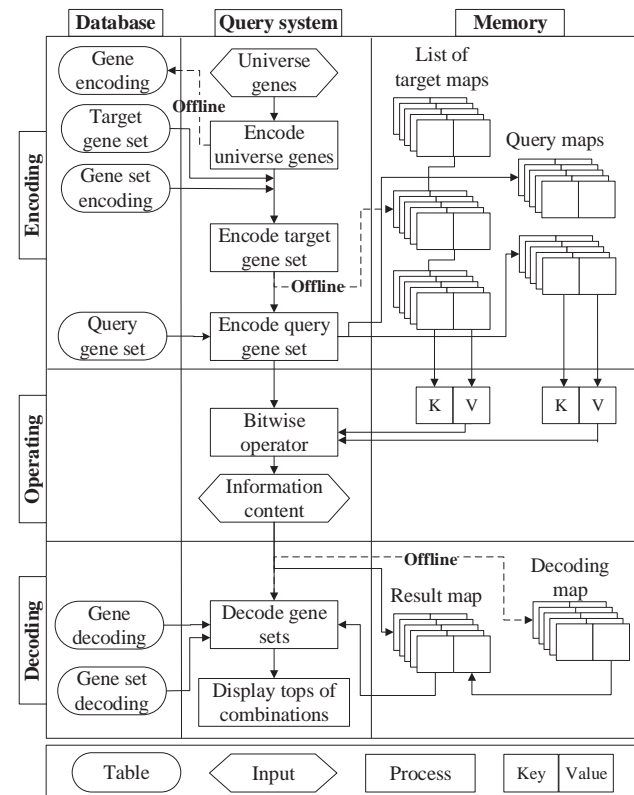 Database
Query system
Memory
Encoding
Gene
encoding
Universe
genes
List of
target maps
Offline
Target
gene set
Encode
universe genes
Query maps
Gene set
encoding
Encode target
gene set
Offline
Query
gene set
Encode query
gene set
Operating
K
V
K
V
Bitwise
operator
Information
content
Decoding
Offline
Result map
Decoding
map
Gene
decoding
Decode gene
sets
Gene set
decoding
Display tops of
combinations
Table
Input
Process
Key
Value